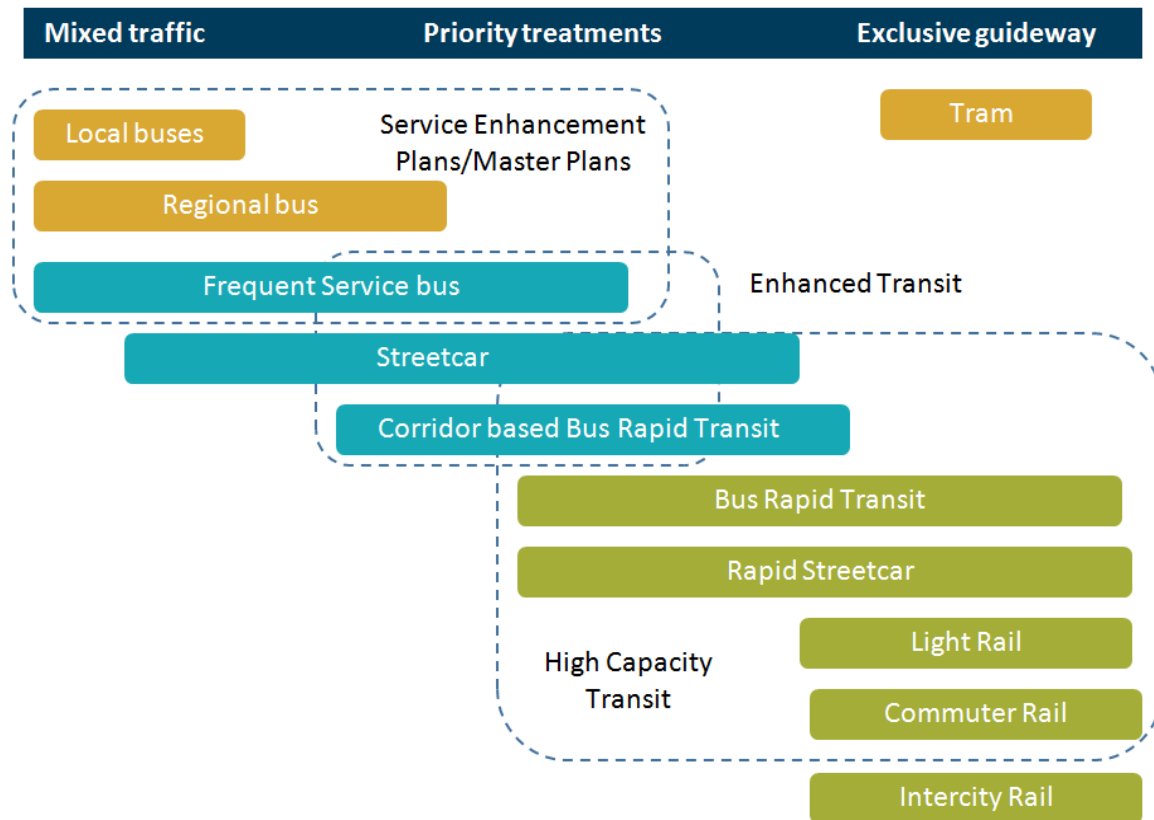 Mixed traffic
Priority treatments
Exclusive guideway
Local buses
Service Enhancement
Plans/Master Plans
Tram
Regional bus
Frequent Service bus
Enhanced Transit
Streetcar
Corridor based Bus Rapid Transit
Bus Rapid Transit
Rapid Streetcar
Light Rail
High Capacity
Transit
Commuter Rail
Intercity Rail